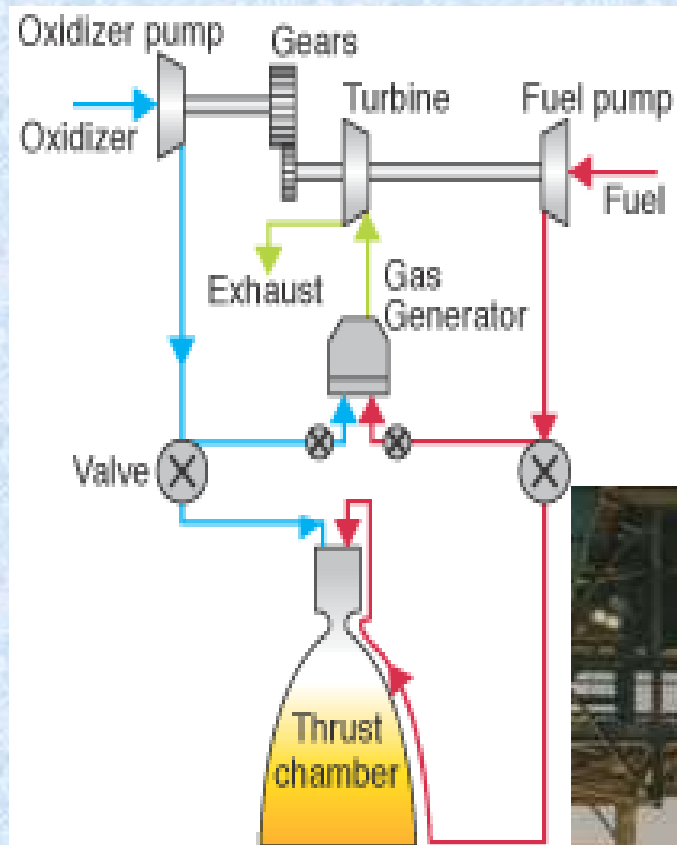 Oxidizer pump
Gears
Turbine
Fuel pump
Oxidizer
Fuel
Exhaust
Gas
Generator
Valve
Thrust
chamber